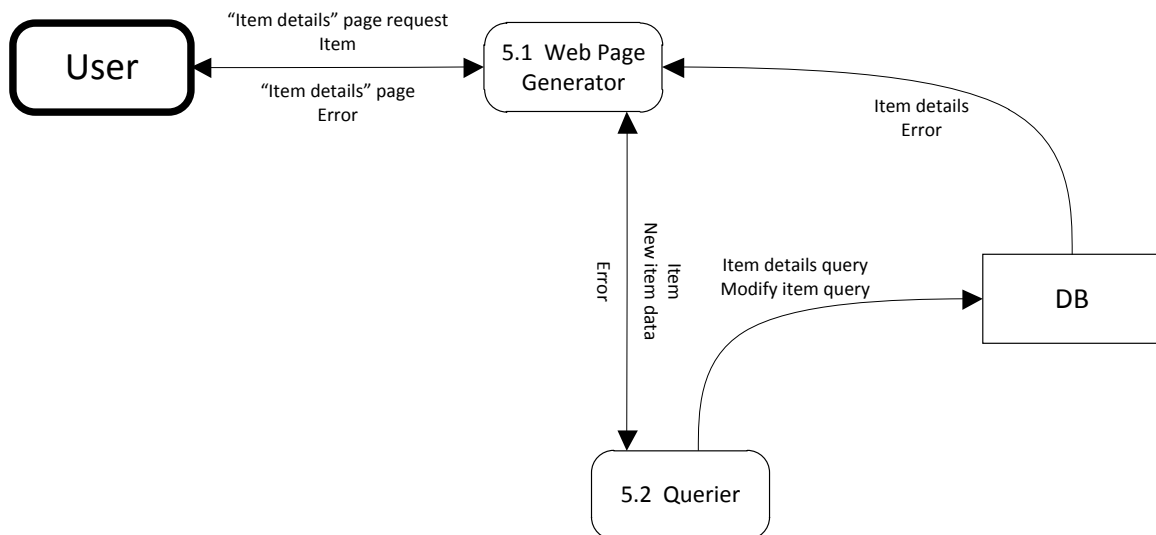 “Item details” page request
Item
User
“Item details” page
Error
5.1 Web Page
Generator
Item details
Error
Item
New item data
Error
Item details query
Modify item query
DB
5.2 Querier